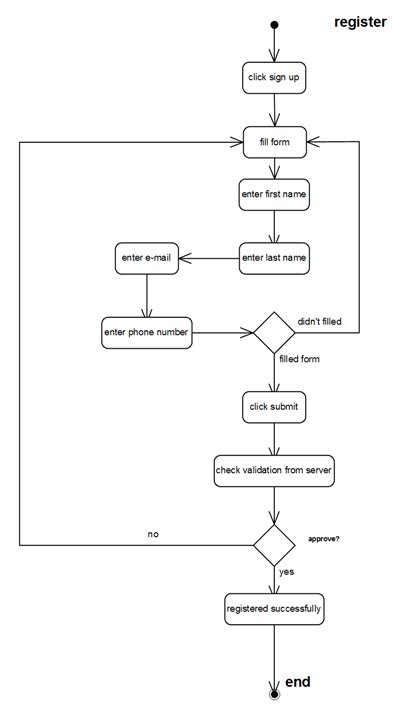 register
click sign up
fill form
enter first name
enter e-mail
enter last name
enter phone number
didn't filled
filled form
click submit
check validation from server
no
approve?
yes
registered successfully
end